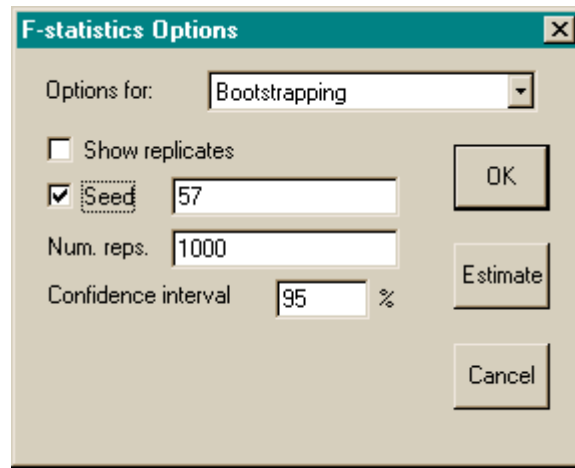 F-statistics Options
Options for: Bootstrapping
Show replicates
Seed 57
OK
Num. reps. 1000
Estimate
Confidence interval 95 %
Cancel